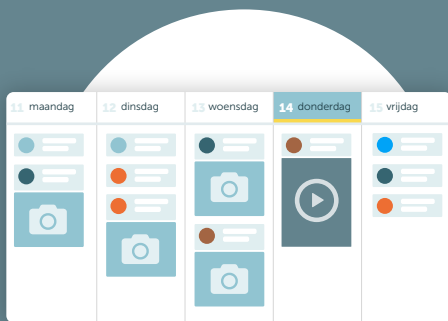 11 maandag
12 dinsdag
13 woensdag
14 donderdag
15 vrijdag